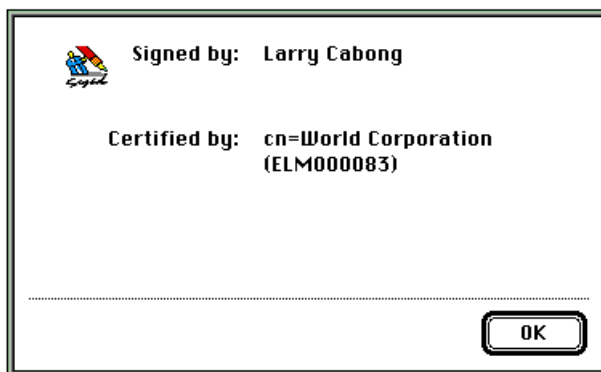 Signed by: Larry Cabong
Certified by: cn=World Corporation
(ELM000083)
OK